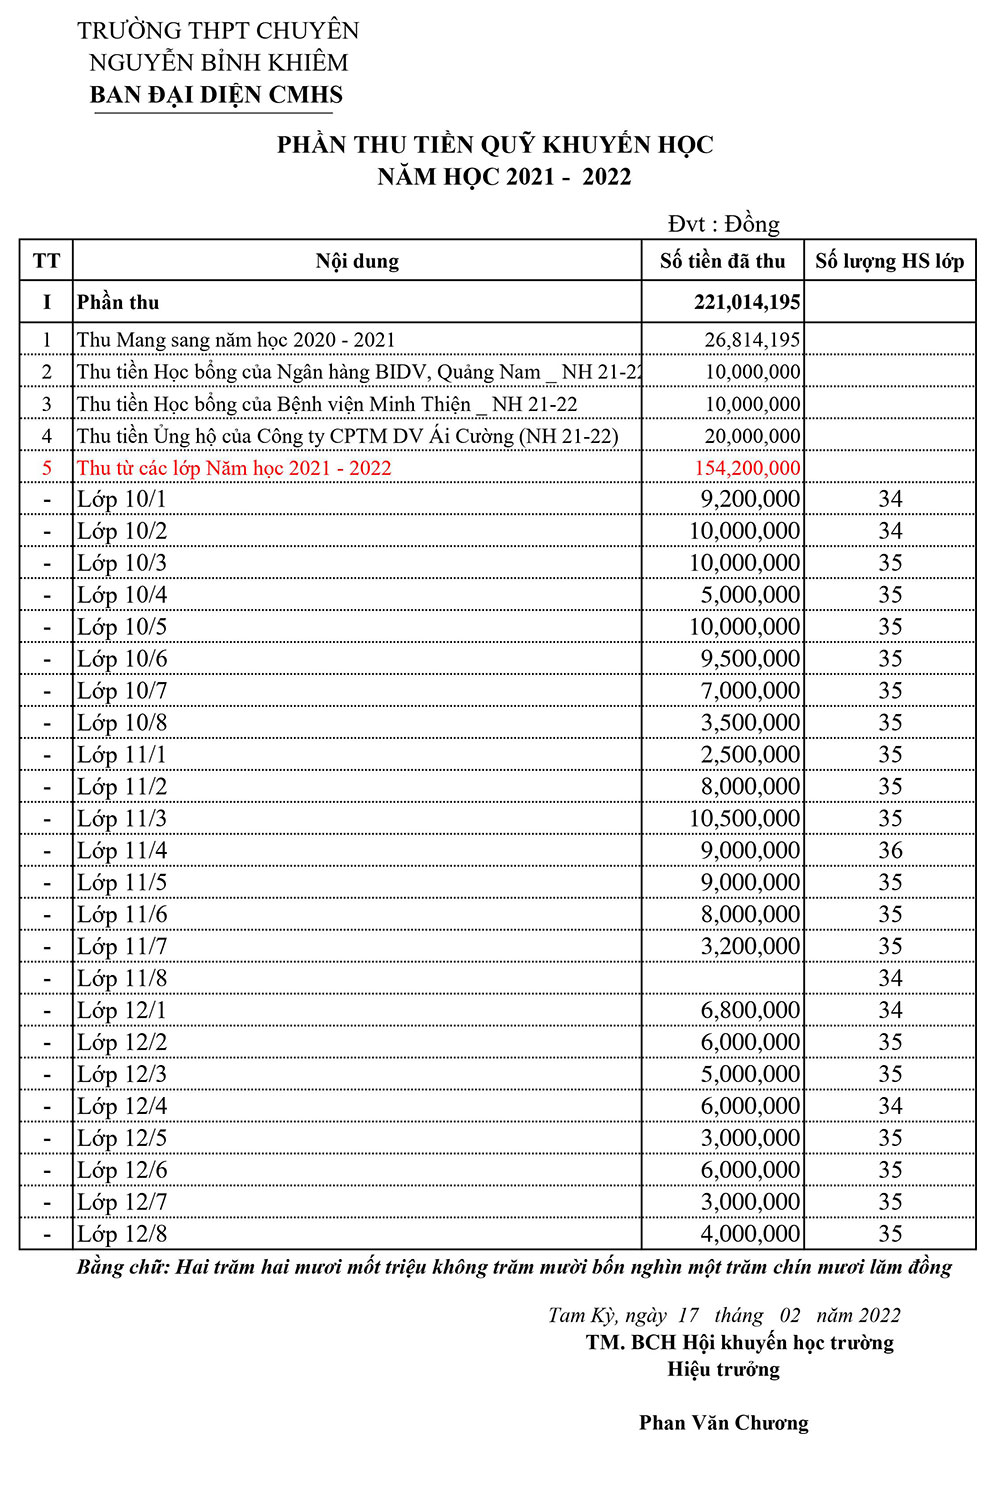 TRƯỜNG THPT CHUYÊN
NGUYỄN BỈNH KHIÊM
BAN ĐẠI DIỆN CMHS
PHẦN THU TIỀN QUỸ KHUYẾN HỌC
NĂM HỌC 2021 - 2022
Đvt : Đồng
TT Nội dung Số tiền đã thu Số lượng HS lớp
I Phần thu 221,014,195
1 Thu Mang sang năm học 2020 - 2021 26,814,195
2 Thu tiền Học bổng của Ngân hàng BIDV, Quảng Nam _ NH 21-22 10,000,000
3 Thu tiền Học bổng của Bệnh viện Minh Thiện _ NH 21-22 10,000,000
4 Thu tiền Ủng hộ của Công ty CPTM DV Ái Cường (NH 21-22) 20,000,000
5 Thu từ các lớp Năm học 2021 - 2022 154,200,000
- Lớp 10/1 9,200,000 34
- Lớp 10/2 10,000,000 34
- Lớp 10/3 10,000,000 35
- Lớp 10/4 5,000,000 35
- Lớp 10/5 10,000,000 35
- Lớp 10/6 9,500,000 35
- Lớp 10/7 7,000,000 35
- Lớp 10/8 3,500,000 35
- Lớp 11/1 2,500,000 35
- Lớp 11/2 8,000,000 35
- Lớp 11/3 10,500,000 35
- Lớp 11/4 9,000,000 36
- Lớp 11/5 9,000,000 35
- Lớp 11/6 8,000,000 35
- Lớp 11/7 3,200,000 35
- Lớp 11/8 34
- Lớp 12/1 6,800,000 34
- Lớp 12/2 6,000,000 35
- Lớp 12/3 5,000,000 35
- Lớp 12/4 6,000,000 34
- Lớp 12/5 3,000,000 35
- Lớp 12/6 6,000,000 35
- Lớp 12/7 3,000,000 35
- Lớp 12/8 4,000,000 35
Bằng chữ: Hai trăm hai mươi mốt triệu không trăm mười bốn nghìn một trăm chín mươi lăm đồng
Tam Kỳ, ngày 17 tháng 02 năm 2022
TM. BCH Hội khuyến học trường
Hiệu trưởng
Phan Văn Chương